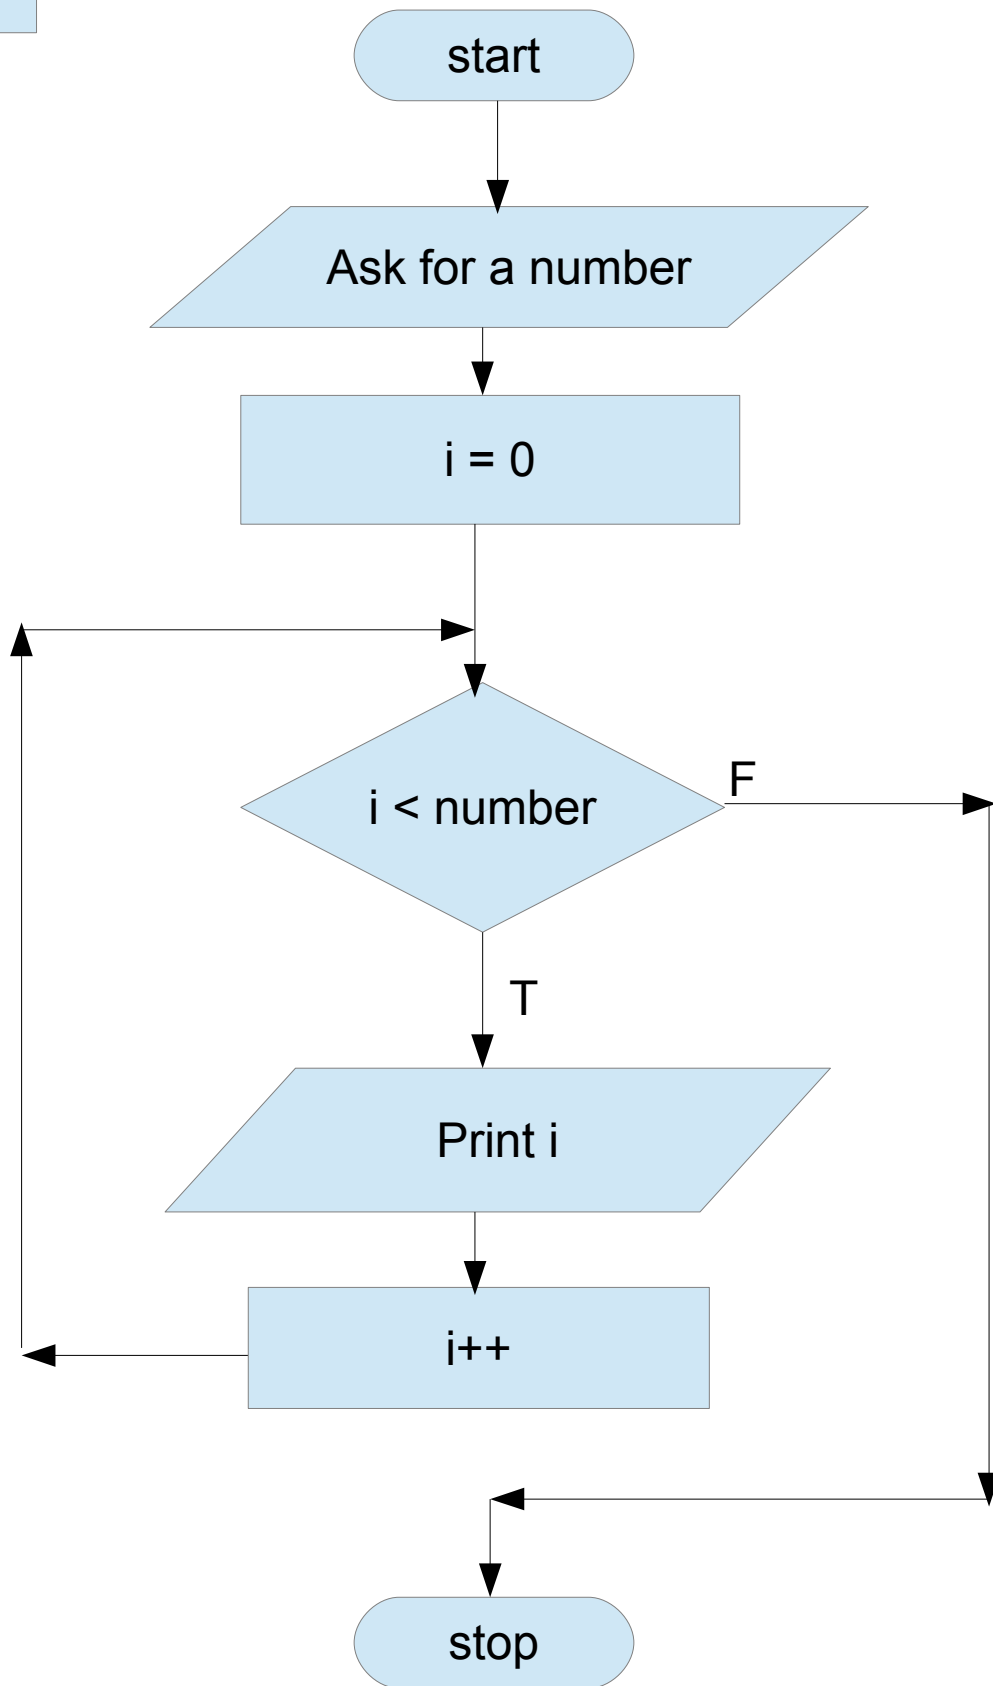 start
Ask for a number
i = 0
i < number
F
T
Print i
i++
stop